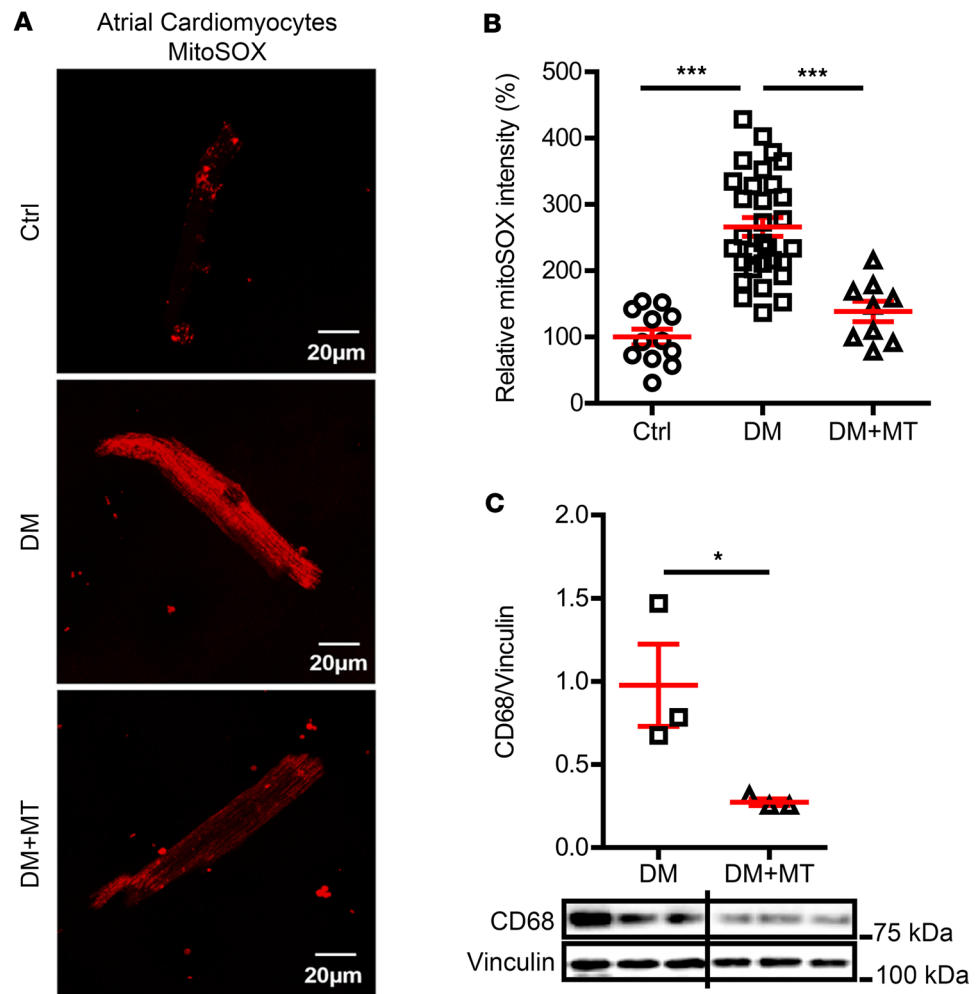 A
Atrial Cardiomyocytes
MitoSOX
Ctrl
20μm
DM
20μm
DM+MT
20μm
B
Relative mitoSOX intensity (%)
500
400
300
200
100
0
***
***
Ctrl
DM
DM+MT
C
CD68/Vinculin
2.0
1.5
1.0
0.5
0.0
*
DM
DM+MT
CD68
75 kDa
Vinculin
100 kDa